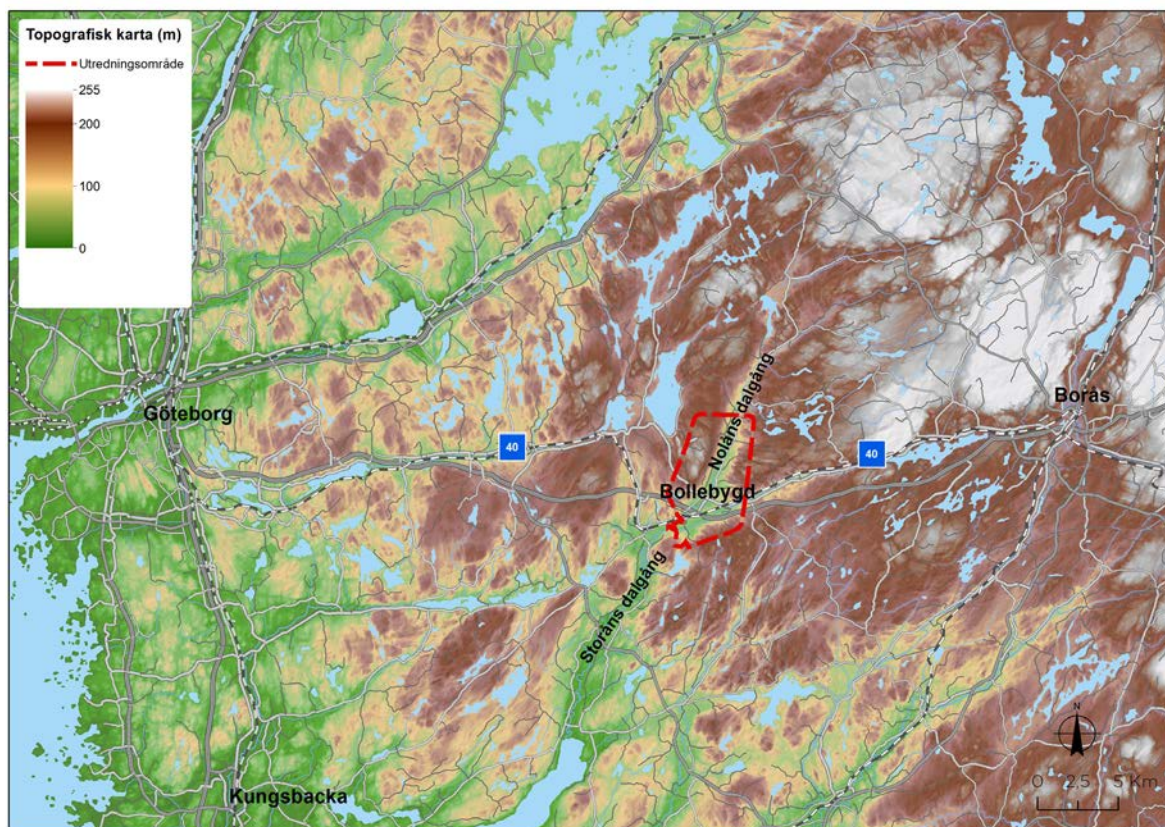 Topografisk karta (m)
Utredningsområde
255
200
100
0
Göteborg
40
40
Borås
Nolåns dalgång
Bollebygd
Storåns dalgång
Kungsbacka
N
0 2,5 5 Km